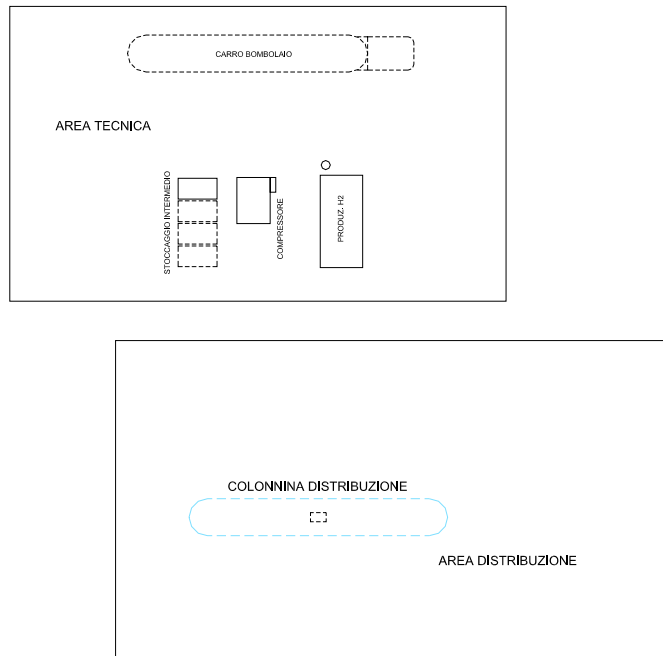 CARRO BOMBOLAIO
AREA TECNICA
STOCCAGGIO INTERMEDIO
COMPRESSORE
PRODUZ. H2
COLONNINA DISTRIBUZIONE
AREA DISTRIBUZIONE